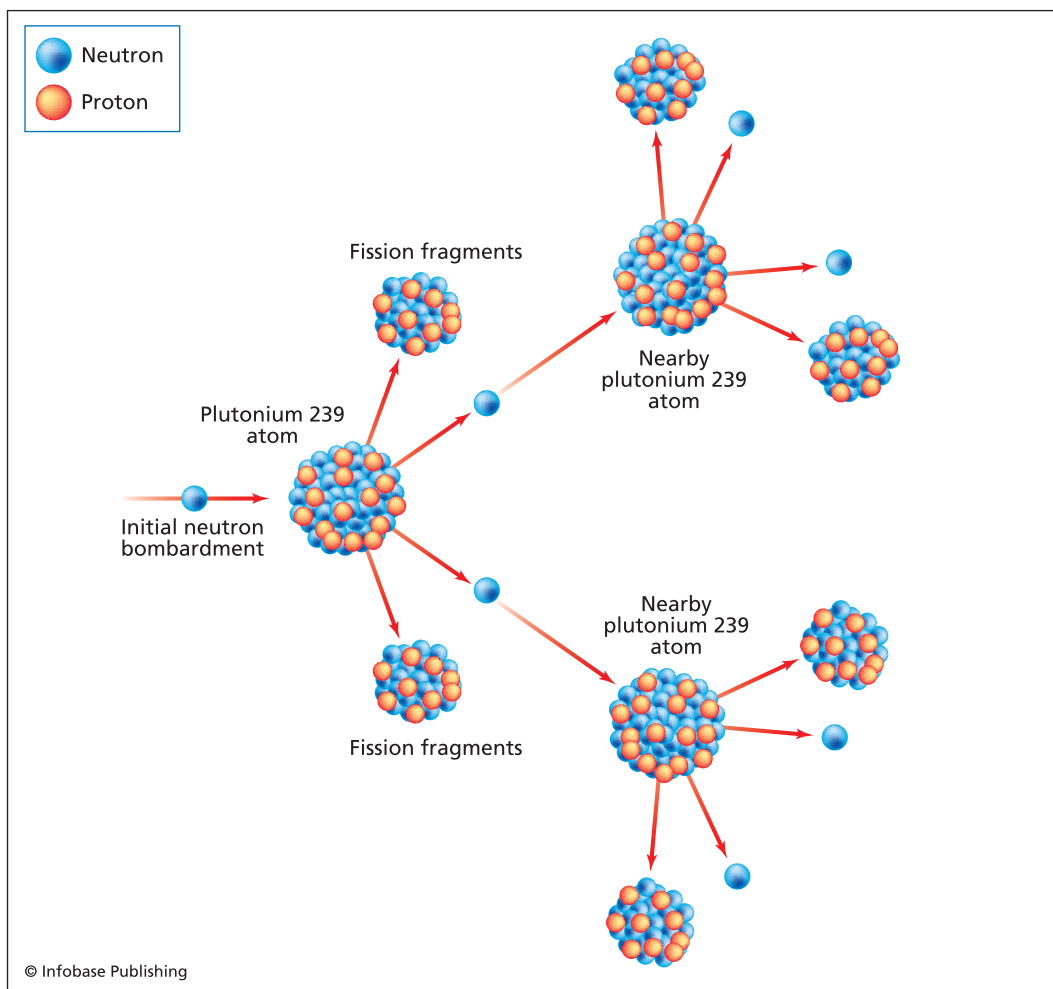 Neutron
Proton
Fission fragments
Plutonium 239
atom
Initial neutron
bombardment
Fission fragments
Nearby
plutonium 239
atom
Nearby
plutonium 239
atom
© Infobase Publishing